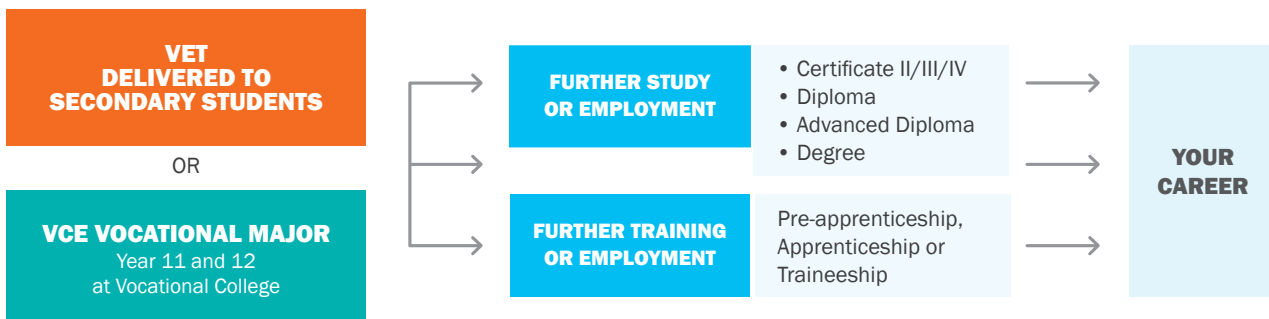 VET
DELIVERED TO
SECONDARY STUDENTS
OR
VCE VOCATIONAL MAJOR
Year 11 and 12
at Vocational College
FURTHER STUDY
OR EMPLOYMENT
• Certificate II/III/IV
• Diploma
• Advanced Diploma
• Degree
FURTHER TRAINING
OR EMPLOYMENT
Pre-apprenticeship,
Apprenticeship or
Traineeship
YOUR
CAREER